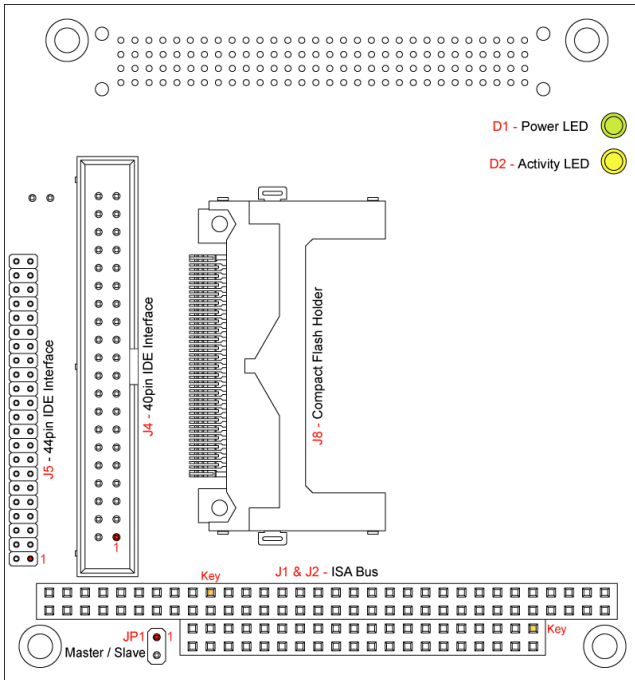 D1 - Power LED
D2 - Activity LED
J5 - 44pin IDE Interface
J4 - 40pin IDE Interface
J8 - Compact Flash Holder
1
1
J1 & J2 - ISA Bus
Key
Key
JP1 1
Master / Slave